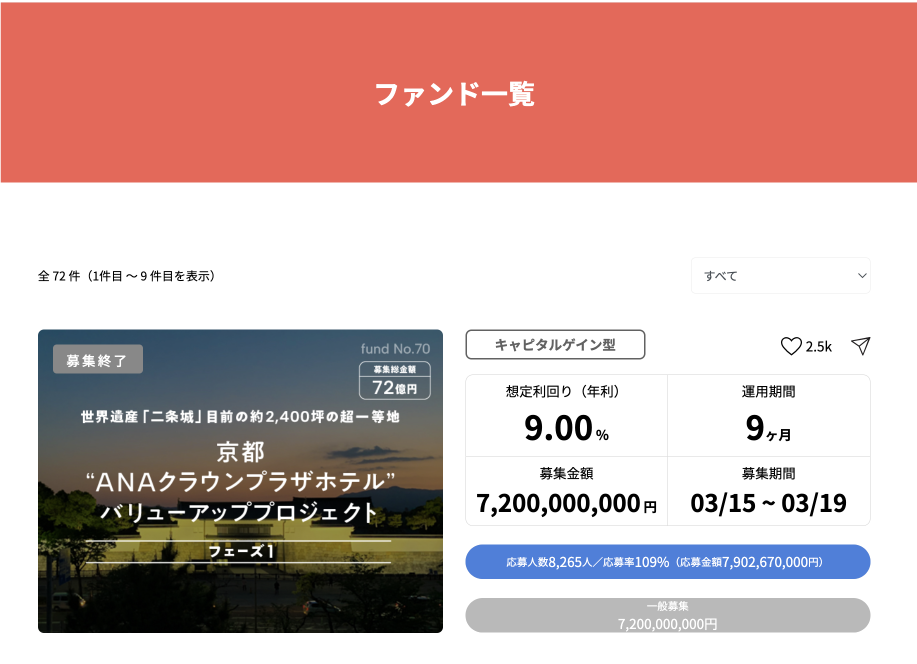 ファンド一覧
全 72 件（1件目 〜 9 件目を表示）
すべて
募集終了
fund No.70
募集総金額
72億円
世界遺産「二条城」目前の約2,400坪の超一等地
京都
“ANAクラウンプラザホテル”
バリューアッププロジェクト
フェーズ1
キャピタルゲイン型
2.5k
想定利回り（年利）
9.00%
運用期間
9ヶ月
募集金額
7,200,000,000円
募集期間
03/15 ~ 03/19
応募人数8,265人／応募率109%（応募金額7,902,670,000円）
一般募集
7,200,000,000円